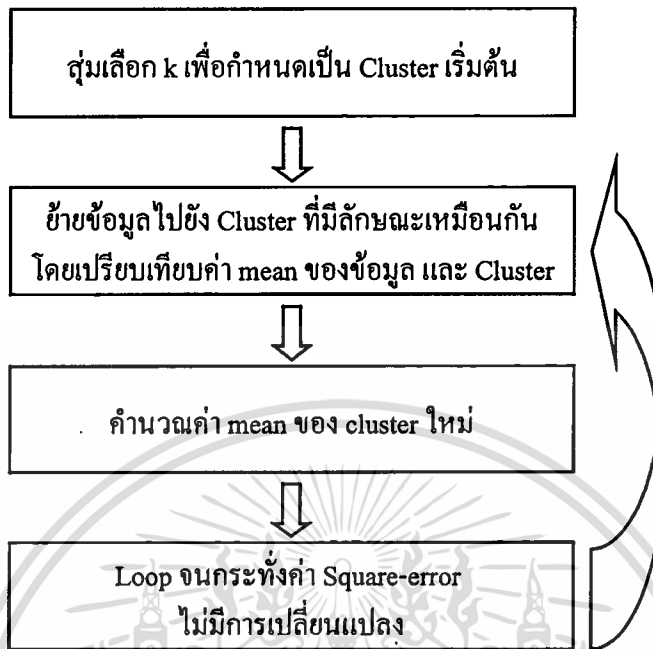 สุ่มเลือก k เพื่อกำหนดเป็น Cluster เริ่มต้น
ย้ายข้อมูลไปยัง Cluster ที่มีลักษณะเหมือนกัน
โดยเปรียบเทียบค่า mean ของข้อมูล และ Cluster
คำนวณค่า mean ของ cluster ใหม่
Loop จนกระทั่งค่า Square-error
ไม่มีการเปลี่ยนแปลง